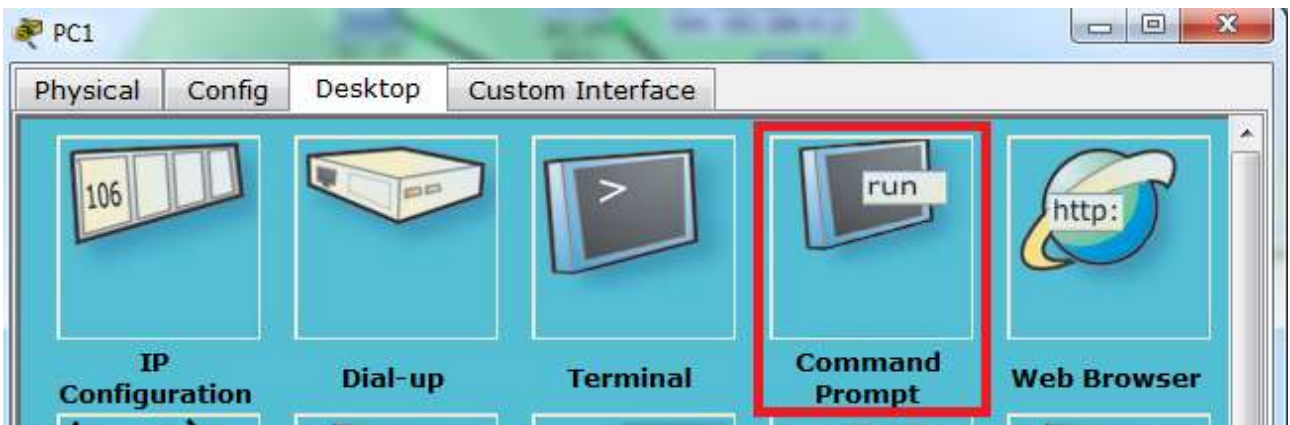 PC1
Physical Config Desktop Custom Interface
106
>
run
http:
IP
Configuration
Dial-up
Terminal
Command
Prompt
Web Browser